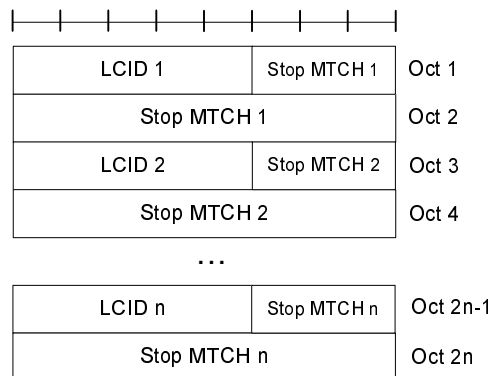 LCID 1 Stop MTCH 1 Oct 1
Stop MTCH 1 Oct 2
LCID 2 Stop MTCH 2 Oct 3
Stop MTCH 2 Oct 4
...
LCID n Stop MTCH n Oct 2n-1
Stop MTCH n Oct 2n